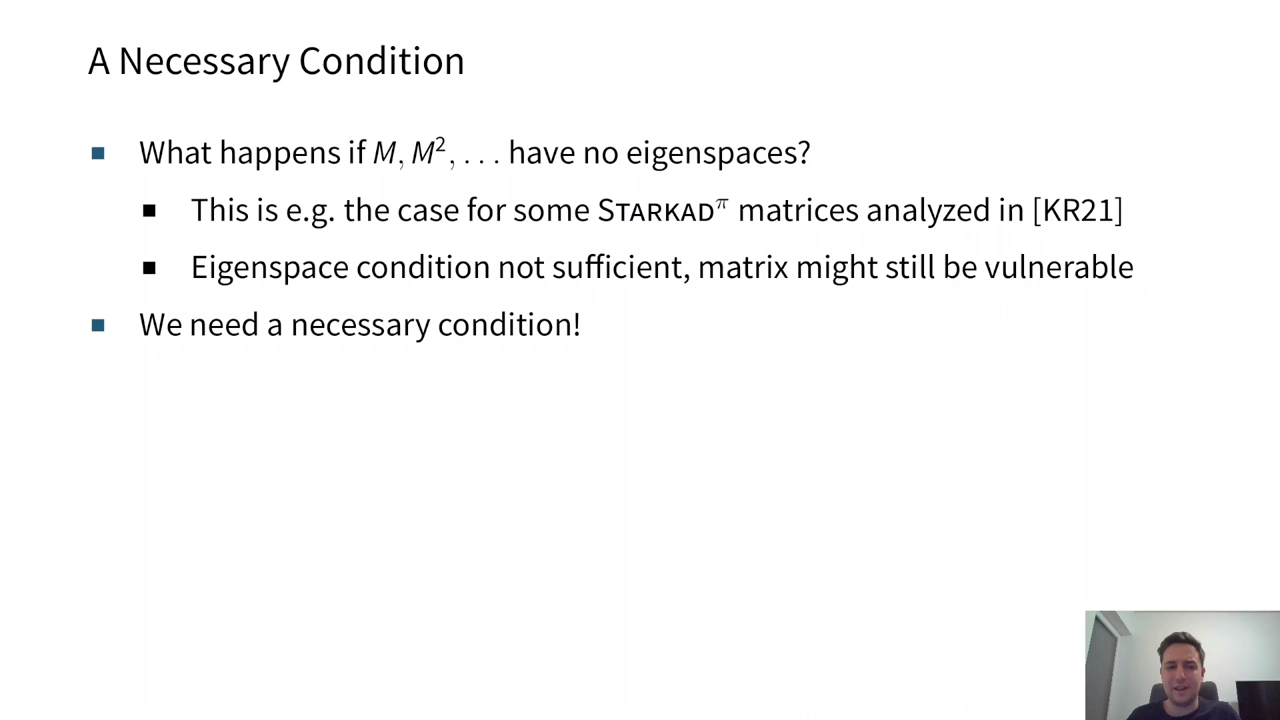 A Necessary Condition
What happens if M, M², . . . have no eigenspaces?
This is e.g. the case for some STARKADπ matrices analyzed in [KR21]
Eigenspace condition not sufficient, matrix might still be vulnerable
We need a necessary condition!